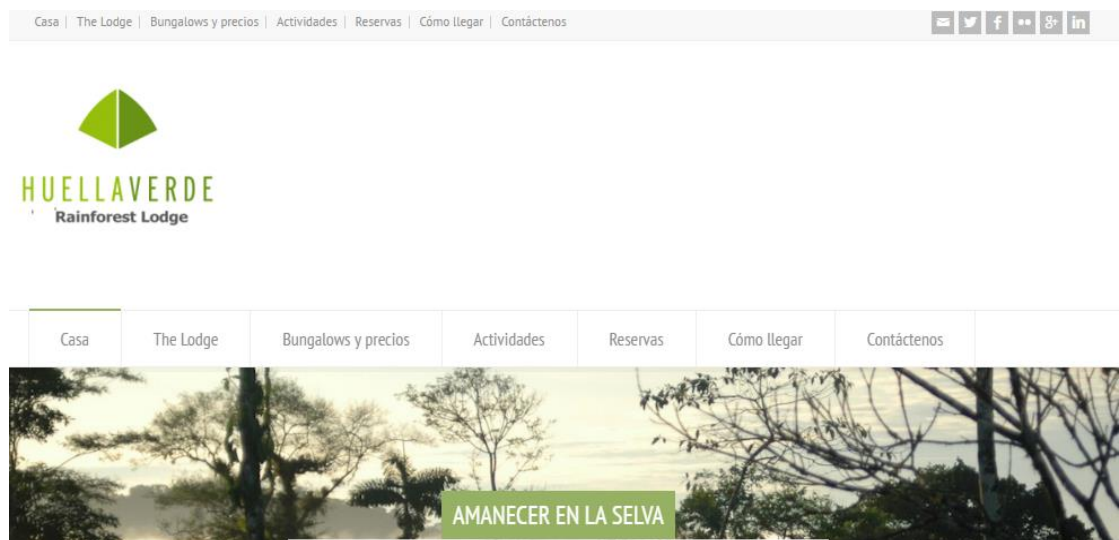 Casa | The Lodge | Bungalows y precios | Actividades | Reservas | Cómo llegar | Contáctenos
HUELLAVERDE
Rainforest Lodge
Casa The Lodge Bungalows y precios Actividades Reservas Cómo llegar Contáctenos
AMANECER EN LA SELVA